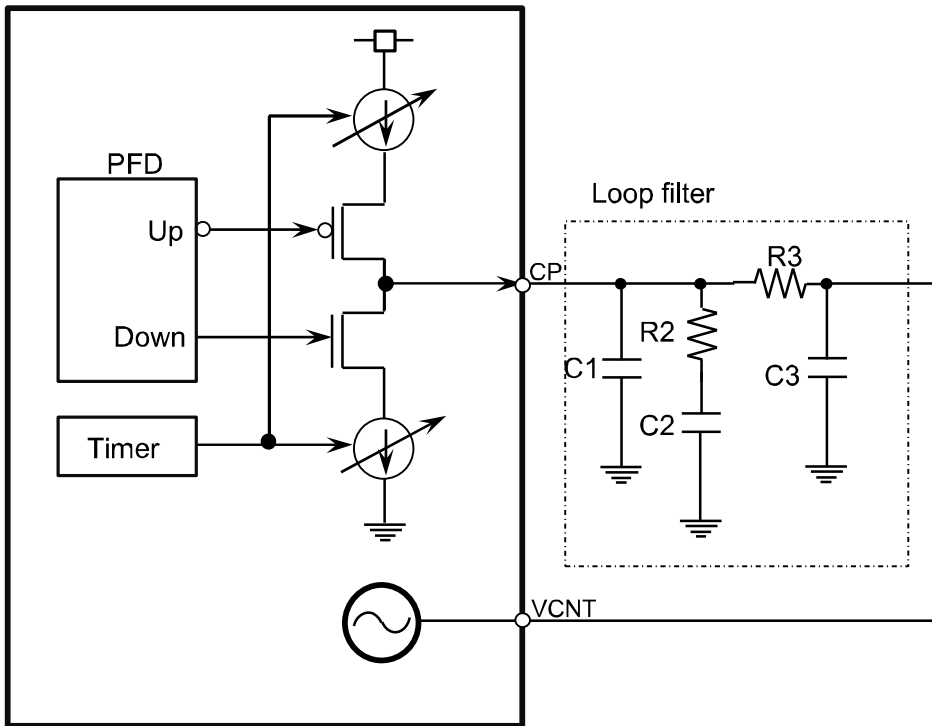 PFD
Up
Down
Timer
CP
VCNT
Loop filter
R3
R2
C1
C2
C3